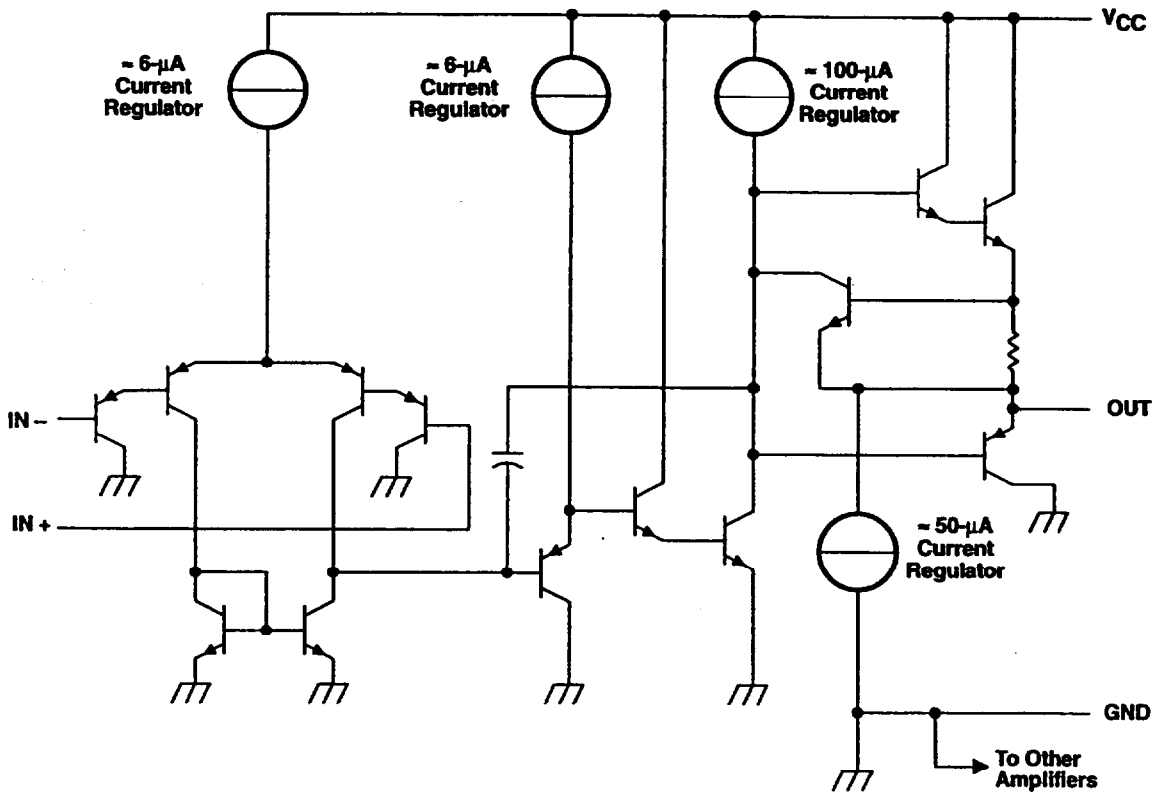 VCC
≈ 6-μA
Current
Regulator
≈ 6-μA
Current
Regulator
≈ 100-μA
Current
Regulator
IN −
OUT
IN +
≈ 50-μA
Current
Regulator
GND
To Other
Amplifiers